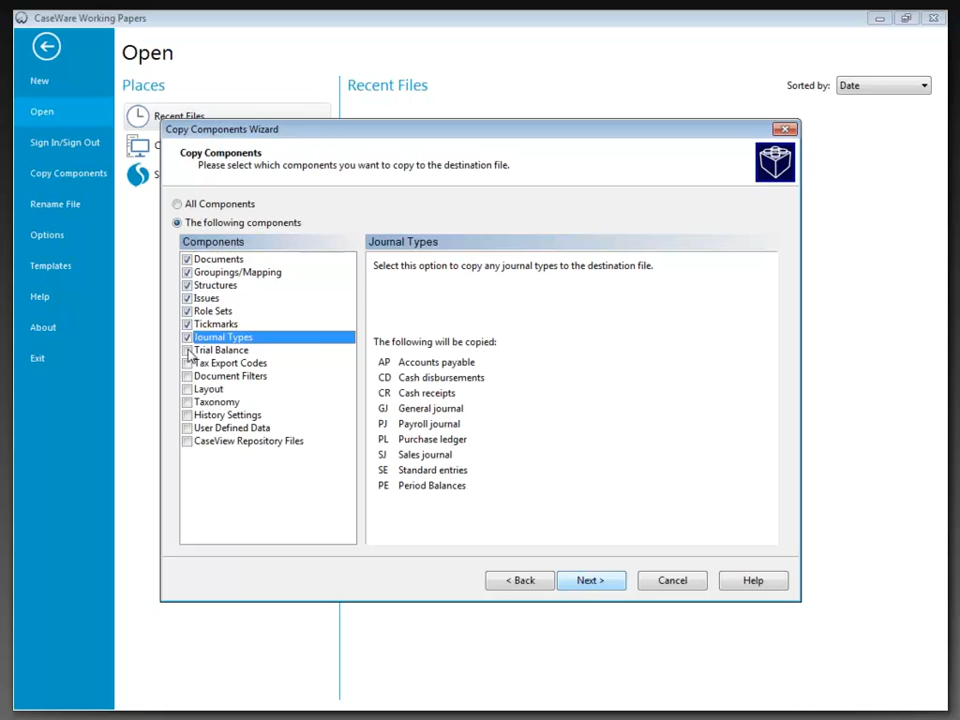 CaseWare Working Papers
Open
New
Open
Sign In/Sign Out
Copy Components
Rename File
Options
Templates
Help
About
Exit
Places
Recent Files
Recent Files
Sorted by: Date
Copy Components Wizard
Copy Components
Please select which components you want to copy to the destination file.
All Components
The following components
Components
Documents
Groupings/Mapping
Structures
Issues
Role Sets
Tickmarks
Journal Types
Trial Balance
Tax Export Codes
Document Filters
Layout
Taxonomy
History Settings
User Defined Data
CaseView Repository Files
Journal Types
Select this option to copy any journal types to the destination file.
The following will be copied:
AP Accounts payable
CD Cash disbursements
CR Cash receipts
GJ General journal
PJ Payroll journal
PL Purchase ledger
SJ Sales journal
SE Standard entries
PE Period Balances
< Back
Next >
Cancel
Help